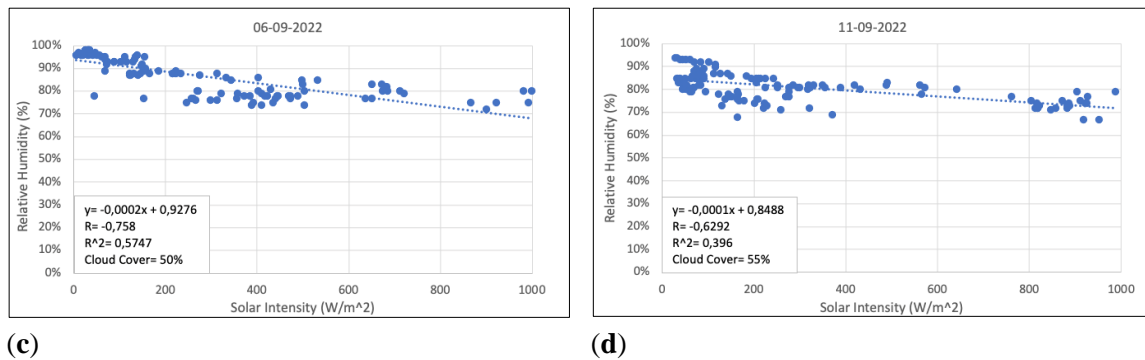 06-09-2022
100%
90%
80%
70%
60%
50%
40%
30%
20%
10%
0%
Relative Humidity (%)
y= -0,0002x + 0,9276
R= -0,758
R^2= 0,5747
Cloud Cover= 50%
0
200
400
600
800
1000
Solar Intensity (W/m^2)
(c)
11-09-2022
100%
90%
80%
70%
60%
50%
40%
30%
20%
10%
0%
Relative Humidity (%)
y= -0,0001x + 0,8488
R= -0,6292
R^2= 0,396
Cloud Cover= 55%
0
200
400
600
800
1000
Solar Intensity (W/m^2)
(d)